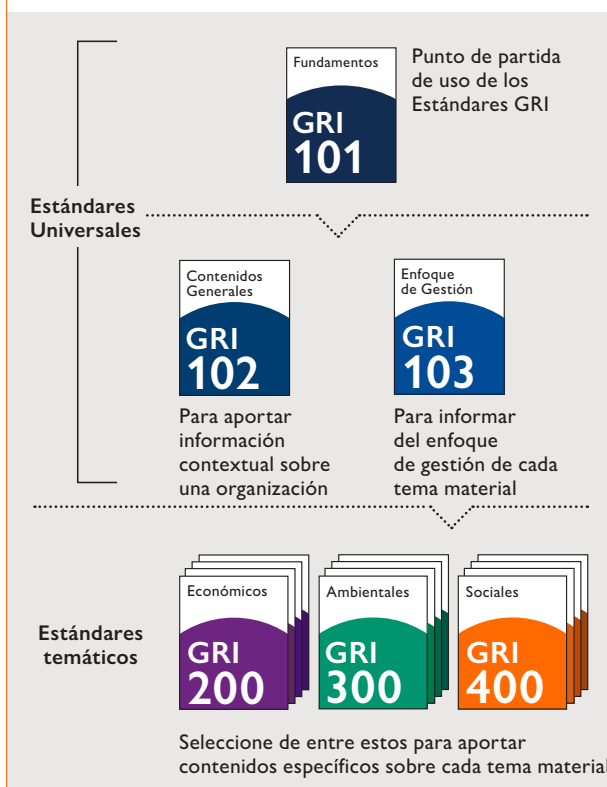 Fundamentos
GRI
101
Punto de partida
de uso de los
Estándares GRI
Estándares
Universales
Contenidos
Generales
GRI
102
Enfoque
de Gestión
GRI
103
Para aportar
información
contextual sobre
una organización
Para informar
del enfoque
de gestión de cada
tema material
Estándares
temáticos
Económicos
GRI
200
Ambientales
GRI
300
Sociales
GRI
400
Seleccione de entre estos para aportar
contenidos específicos sobre cada tema material